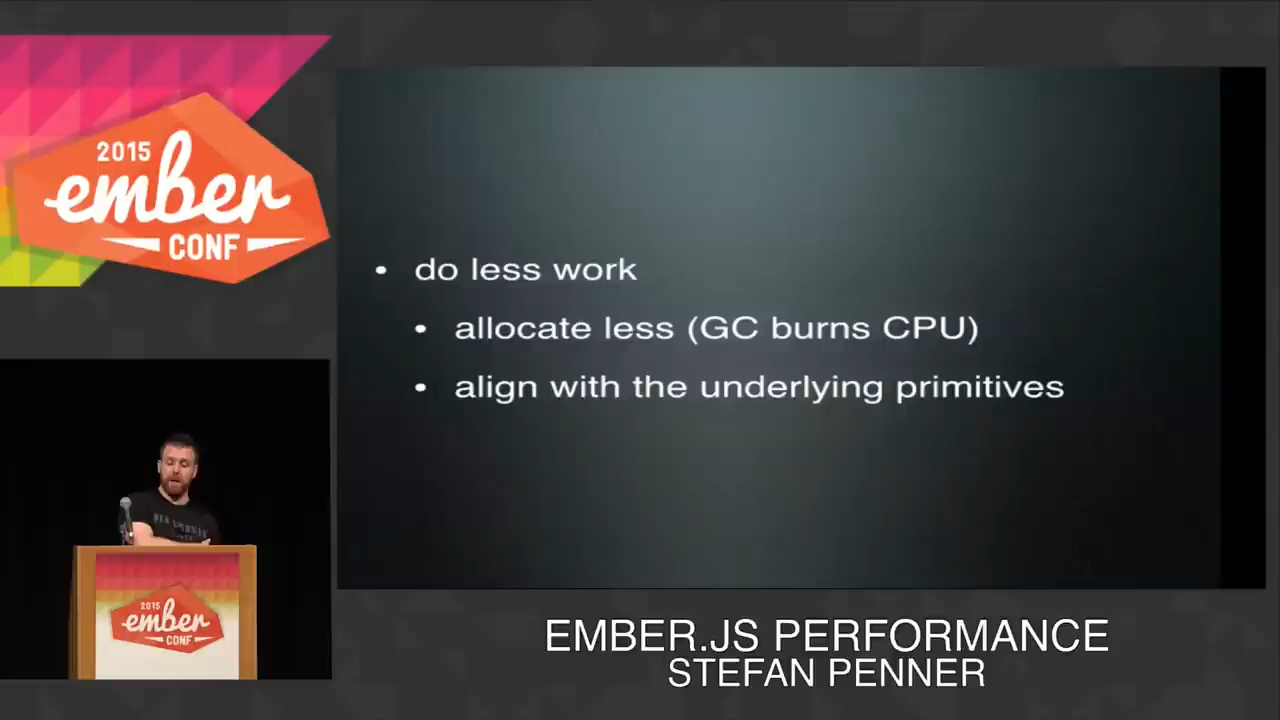 2015
ember
CONF
• do less work
• allocate less (GC burns CPU)
• align with the underlying primitives
2015
ember
CONF
EMBER.JS PERFORMANCE
STEFAN PENNER